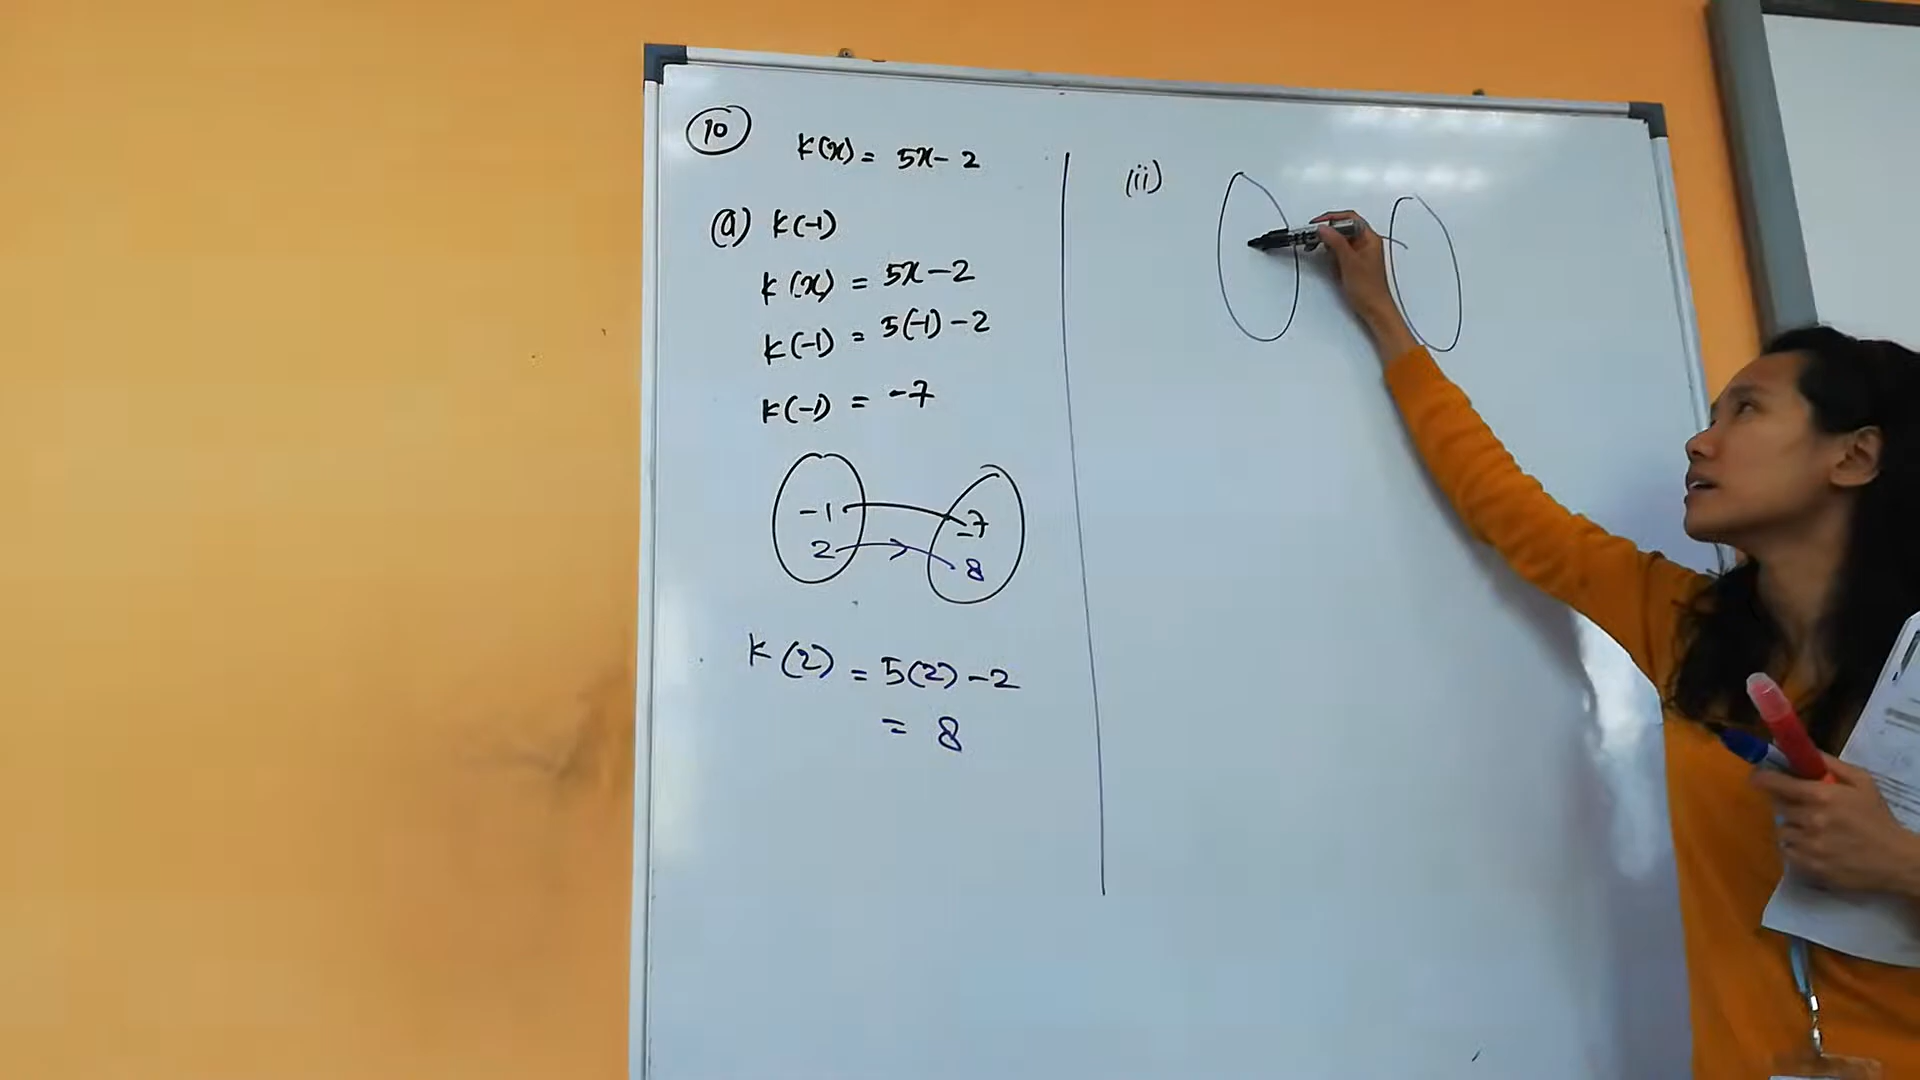 10
K(x) = 5x - 2
(a) K(-1)
K(x) = 5x - 2
K(-1) = 5(-1) - 2
K(-1) = -7
-1 -7
2 8
K(2) = 5(2) - 2
= 8
(ii)